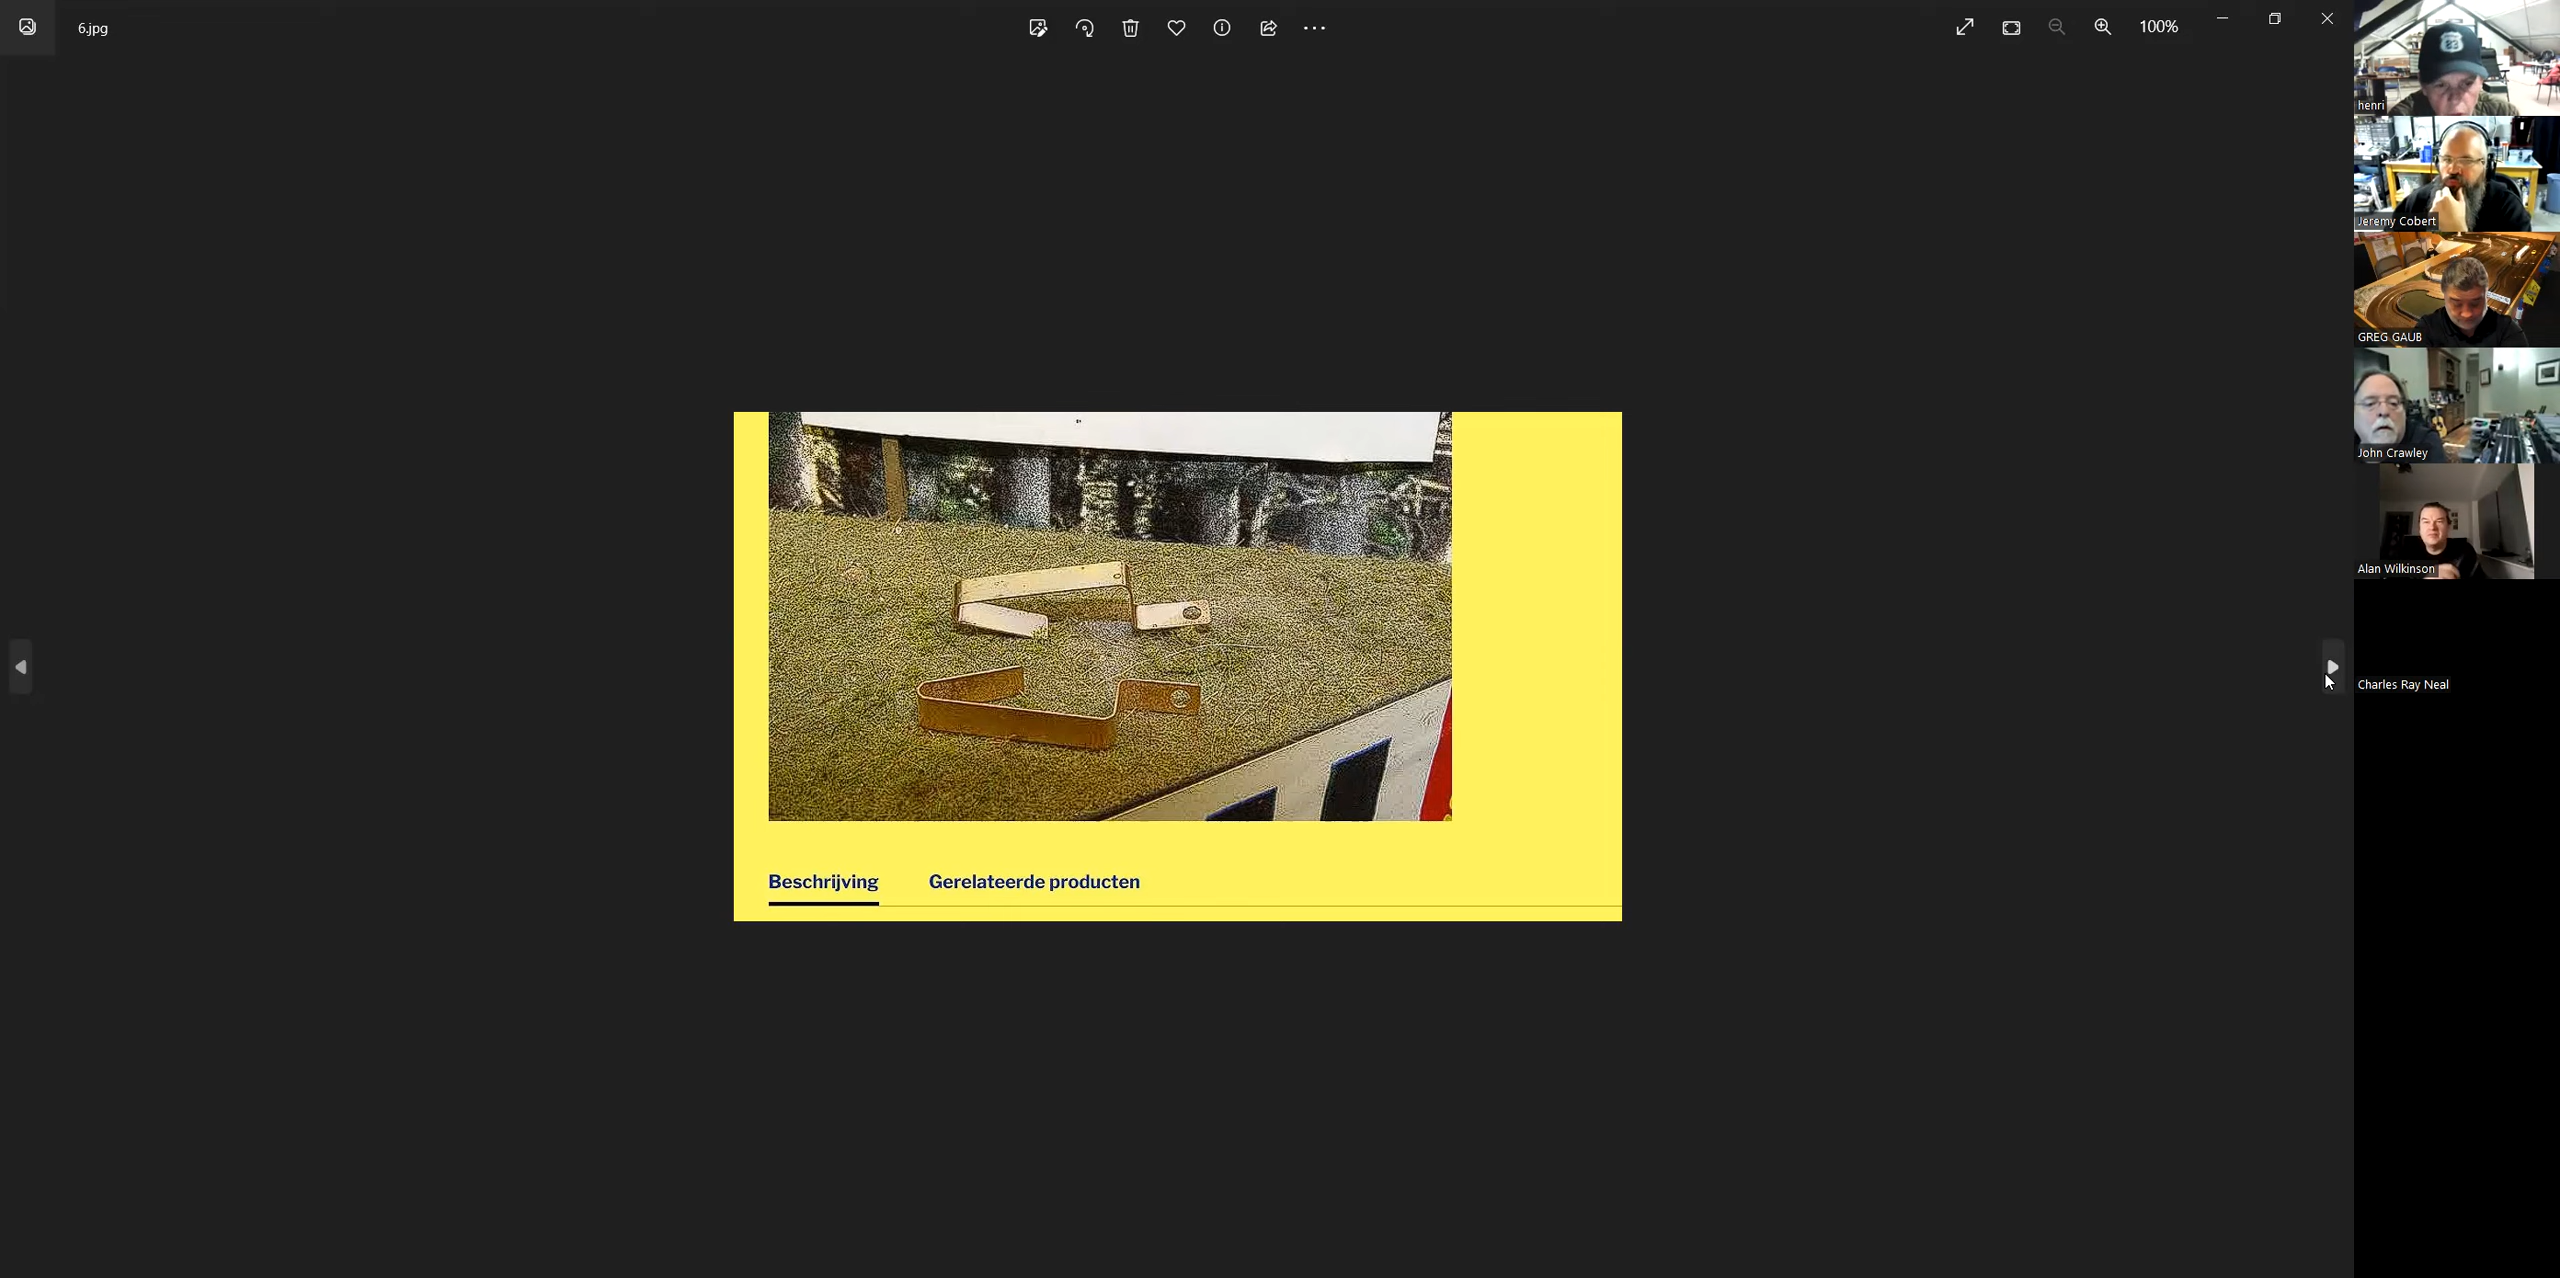 6.jpg
100%
henri
Jeremy Cobert
GREG GAUB
John Crawley
Alan Wilkinson
Charles Ray Neal
Beschrijving
Gerelateerde producten